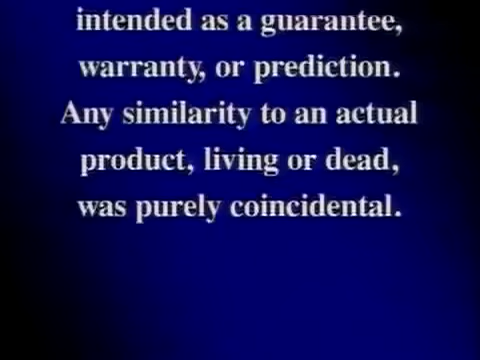 intended as a guarantee,
warranty, or prediction.
Any similarity to an actual
product, living or dead,
was purely coincidental.